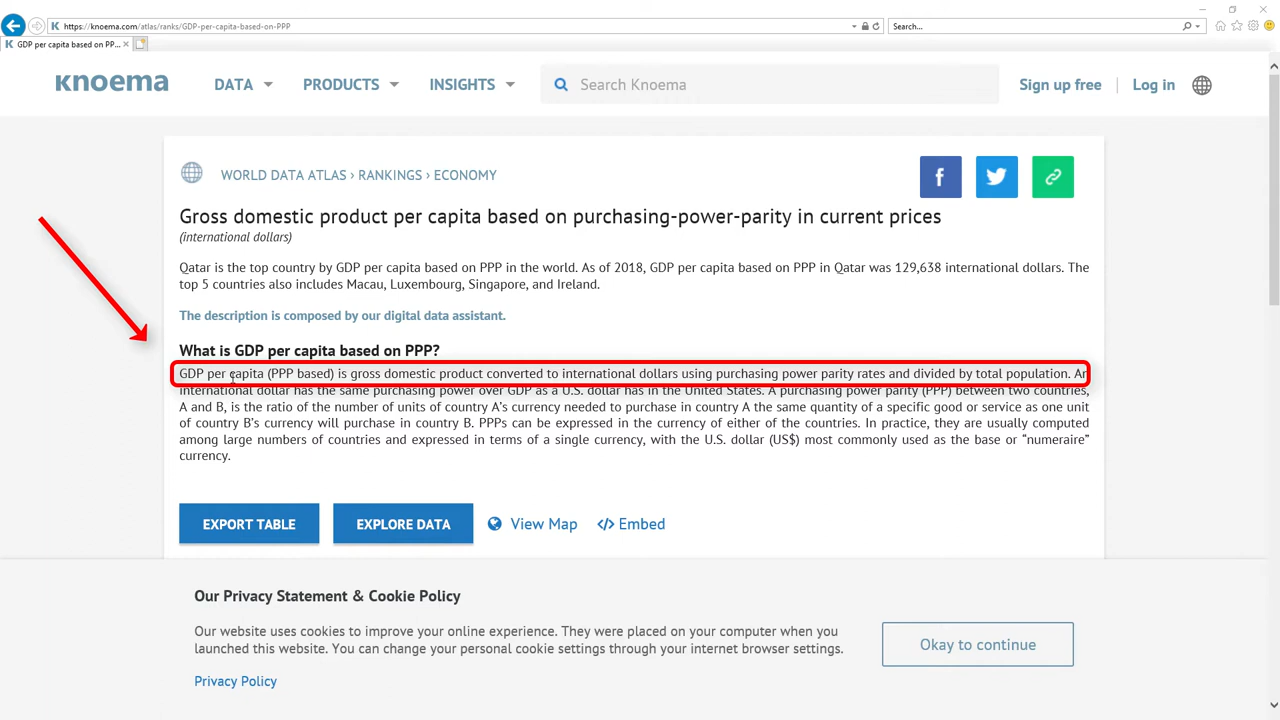 https://knoema.com/atlas/ranks/GDP-per-capita-based-on-PPP
Search...
GDP per capita based on PP...
knoema
DATA
PRODUCTS
INSIGHTS
Search Knoema
Sign up free
Log in
WORLD DATA ATLAS › RANKINGS › ECONOMY
Gross domestic product per capita based on purchasing-power-parity in current prices
(international dollars)
Qatar is the top country by GDP per capita based on PPP in the world. As of 2018, GDP per capita based on PPP in Qatar was 129,638 international dollars. The
top 5 countries also includes Macau, Luxembourg, Singapore, and Ireland.
The description is composed by our digital data assistant.
What is GDP per capita based on PPP?
GDP per capita (PPP based) is gross domestic product converted to international dollars using purchasing power parity rates and divided by total population. An
international dollar has the same purchasing power over GDP as a U.S. dollar has in the United States. A purchasing power parity (PPP) between two countries,
A and B, is the ratio of the number of units of country A’s currency needed to purchase in country A the same quantity of a specific good or service as one unit
of country B’s currency will purchase in country B. PPPs can be expressed in the currency of either of the countries. In practice, they are usually computed
among large numbers of countries and expressed in terms of a single currency, with the U.S. dollar (US$) most commonly used as the base or “numeraire”
currency.
EXPORT TABLE
EXPLORE DATA
View Map
</> Embed
Our Privacy Statement & Cookie Policy
Our website uses cookies to improve your online experience. They were placed on your computer when you
launched this website. You can change your personal cookie settings through your internet browser settings.
Okay to continue
Privacy Policy